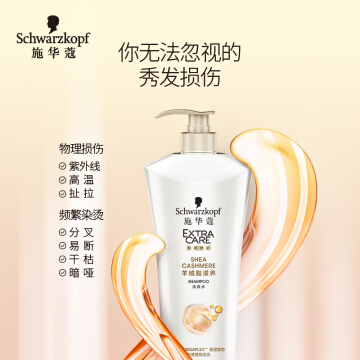 Schwarzkopf
施华蔻
你无法忽视的
秀发损伤
物理损伤
紫外线
高温
扯拉
频繁染烫
分叉
易断
干枯
暗哑
Schwarzkopf
施华蔻
EXTRA
CARE
SHEA
CASHMERE
羊绒脂滋养
SHAMPOO
洗发水